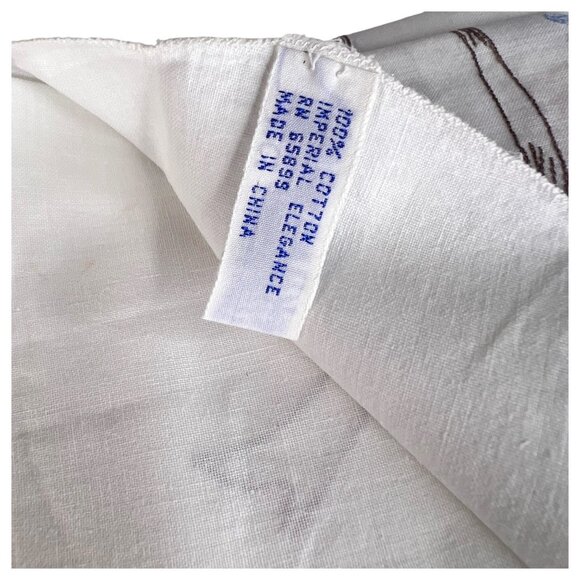 100% COTTON
IMPERIAL ELEGANCE
RN 65899
MADE IN CHINA